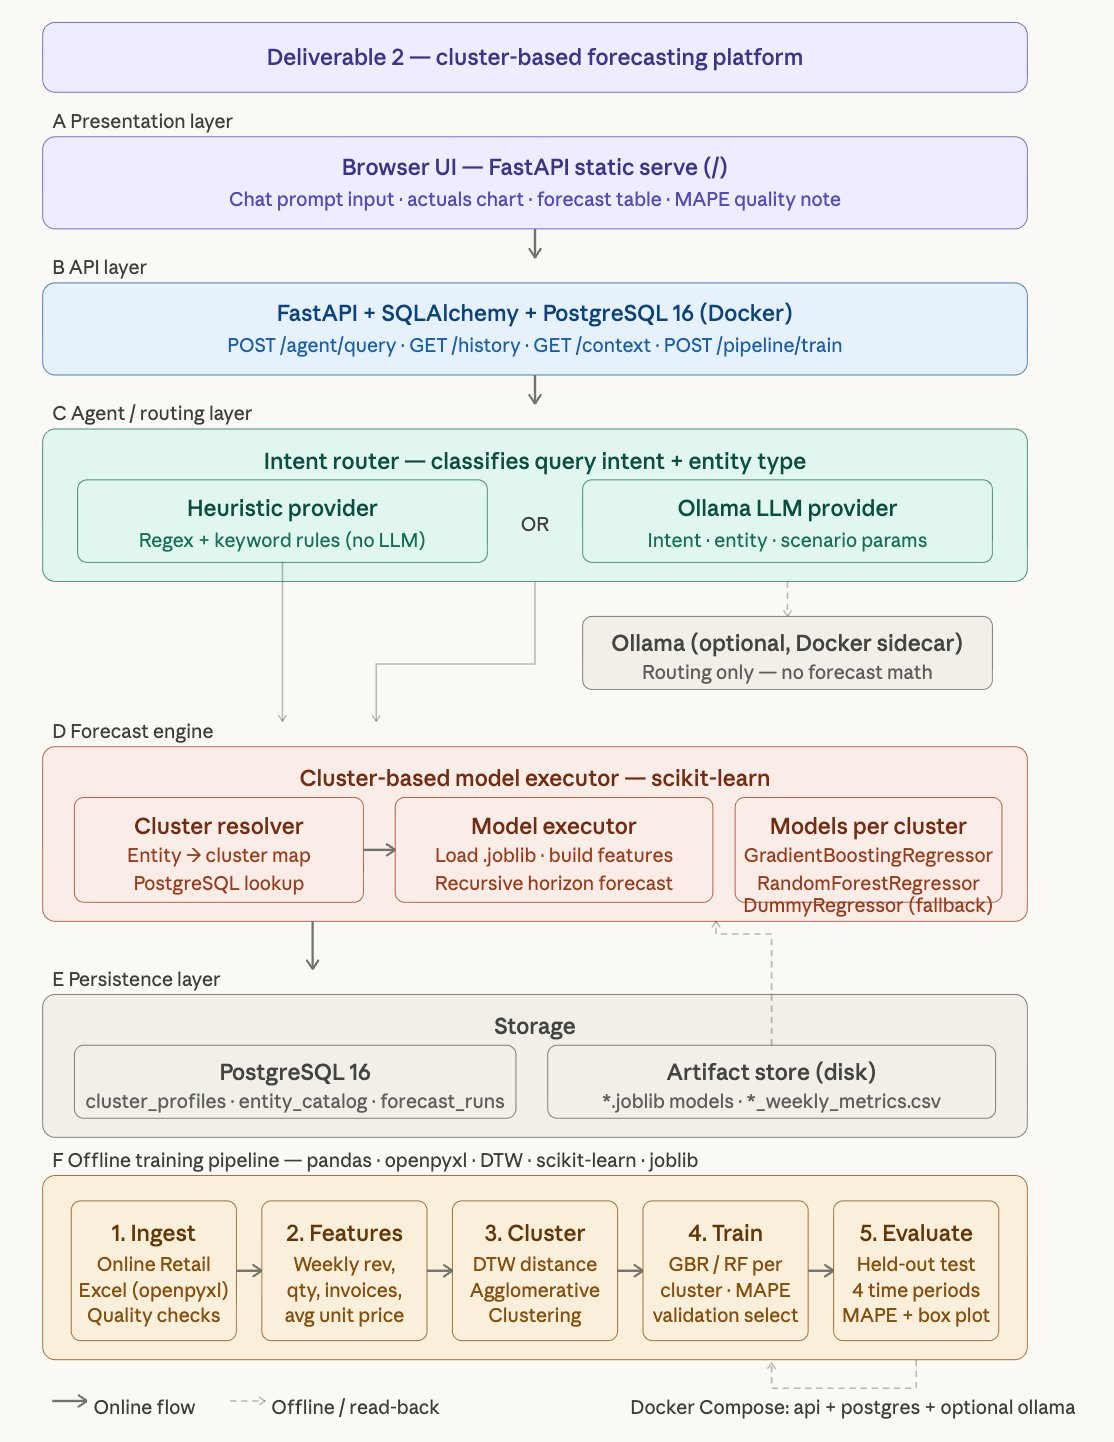 Deliverable 2 — cluster-based forecasting platform
A Presentation layer
Browser UI — FastAPI static serve (/)
Chat prompt input · actuals chart · forecast table · MAPE quality note
B API layer
FastAPI + SQLAlchemy + PostgreSQL 16 (Docker)
POST /agent/query · GET /history · GET /context · POST /pipeline/train
C Agent / routing layer
Intent router — classifies query intent + entity type
Heuristic provider
Regex + keyword rules (no LLM)
OR
Ollama LLM provider
Intent · entity · scenario params
Ollama (optional, Docker sidecar)
Routing only — no forecast math
D Forecast engine
Cluster-based model executor — scikit-learn
Cluster resolver
Entity → cluster map
PostgreSQL lookup
Model executor
Load .joblib · build features
Recursive horizon forecast
Models per cluster
GradientBoostingRegressor
RandomForestRegressor
DummyRegressor (fallback)
E Persistence layer
Storage
PostgreSQL 16
cluster_profiles · entity_catalog · forecast_runs
Artifact store (disk)
*.joblib models · *_weekly_metrics.csv
F Offline training pipeline — pandas · openpyxl · DTW · scikit-learn · joblib
1. Ingest
Online Retail
Excel (openpyxl)
Quality checks
2. Features
Weekly rev,
qty, invoices,
avg unit price
3. Cluster
DTW distance
Agglomerative
Clustering
4. Train
GBR / RF per
cluster · MAPE
validation select
5. Evaluate
Held-out test
4 time periods
MAPE + box plot
Online flow
Offline / read-back
Docker Compose: api + postgres + optional ollama